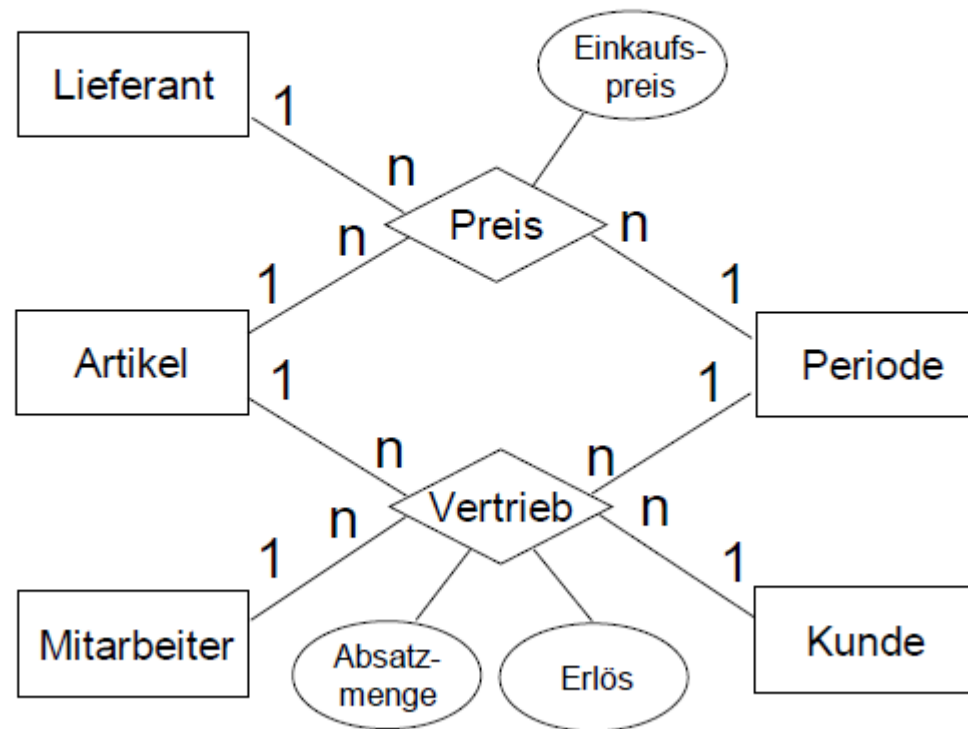 Einkaufs-
preis
Lieferant
1
n
Preis
n
n
1
1
Artikel
Periode
1
1
n
n
Vertrieb
n
n
1
1
Mitarbeiter
Absatz-
menge
Erlös
Kunde